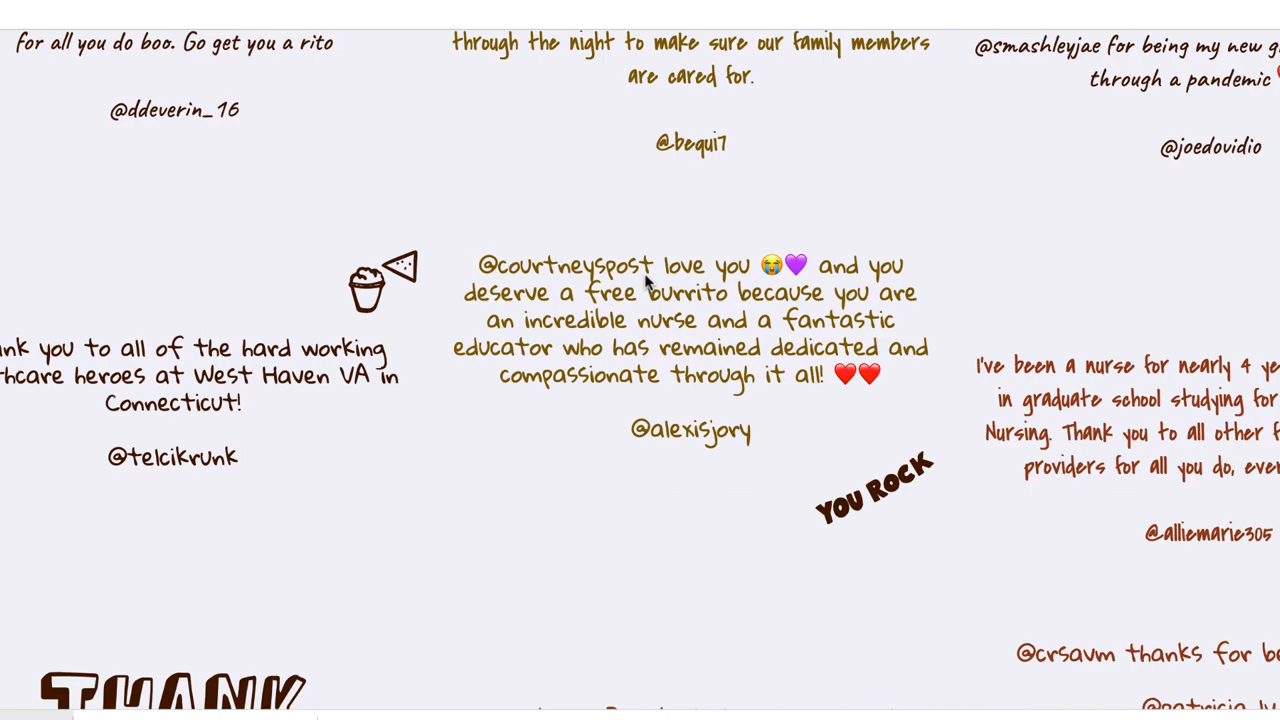 for all you do boo. Go get you a rito
@ddeverin_16
through the night to make sure our family members
are cared for.
@bequi7
@smashleyjae for being my new g
through a pandemic ❤️
@joedovidio
nk you to all of the hard working
hcare heroes at West Haven VA in
Connecticut!
@telcikrunk
@courtneyspost love you 😭💜 and you
deserve a free burrito because you are
an incredible nurse and a fantastic
educator who has remained dedicated and
compassionate through it all! ❤️❤️
@alexisjory
YOU ROCK
I've been a nurse for nearly 4 ye
in graduate school studying for
Nursing. Thank you to all other f
providers for all you do, eve
@alliemarie305
THANK
@crsavm thanks for be